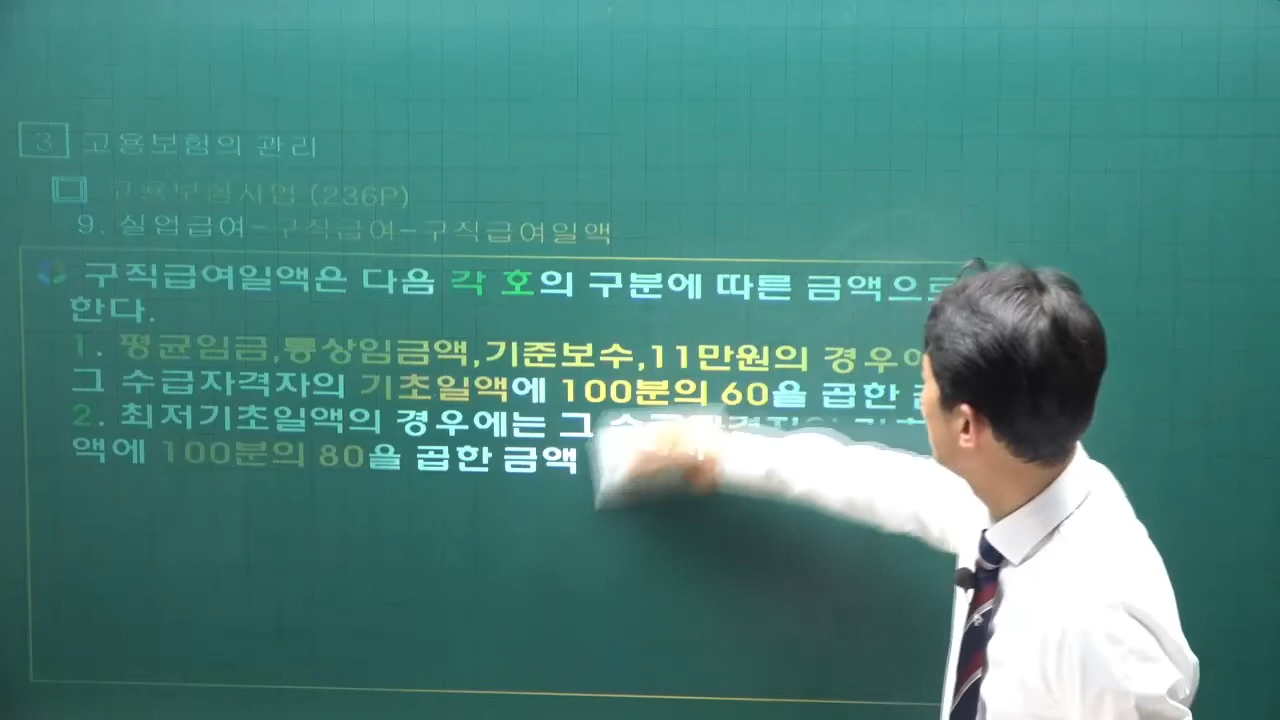 3 고용보험의 관리
고용보험사업 (236P)
9. 실업급여-구직급여-구직급여일액
구직급여일액은 다음 각 호의 구분에 따른 금액으로
한다.
1. 평균임금,통상임금액,기준보수,11만원의 경우에
그 수급자격자의 기초일액에 100분의 60을 곱한
2. 최저기초일액의 경우에는 그
액에 100분의 80을 곱한 금액